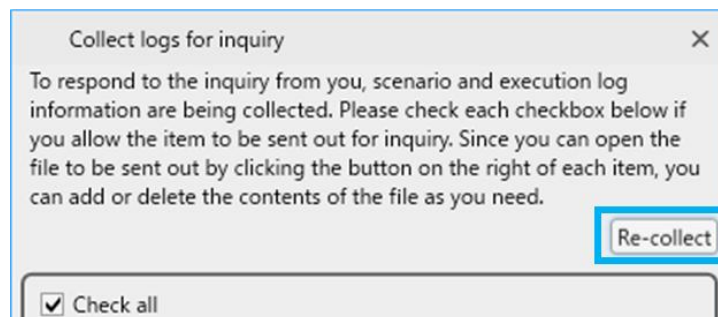 Collect logs for inquiry
To respond to the inquiry from you, scenario and execution log
information are being collected. Please check each checkbox below if
you allow the item to be sent out for inquiry. Since you can open the
file to be sent out by clicking the button on the right of each item, you
can add or delete the contents of the file as you need.
Re-collect
Check all